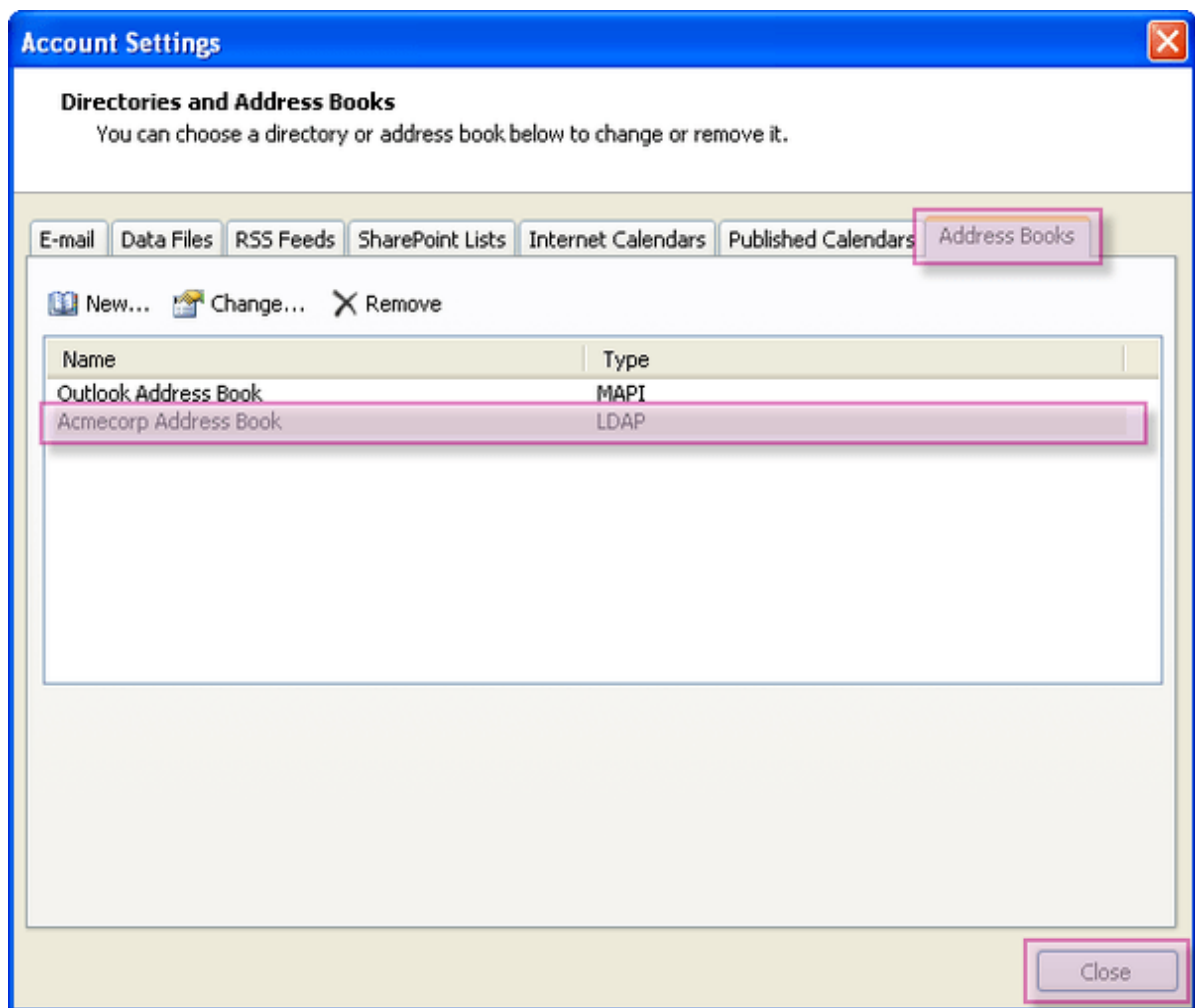 Account Settings
Directories and Address Books
You can choose a directory or address book below to change or remove it.
E-mail Data Files RSS Feeds SharePoint Lists Internet Calendars Published Calendars Address Books
New... Change... Remove
Name Type
Outlook Address Book MAPI
Acmecorp Address Book LDAP
Close